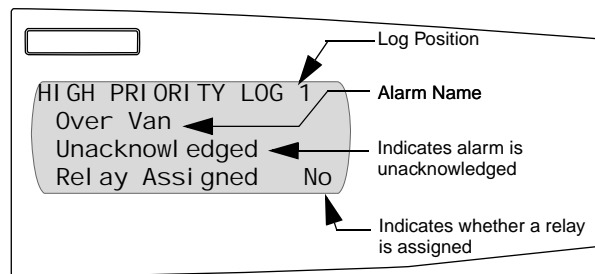 Log Position
HIGH PRIORITY LOG 1
Alarm Name
Over Van
Unacknowledged
Indicates alarm is
unacknowledged
Relay Assigned No
Indicates whether a relay
is assigned